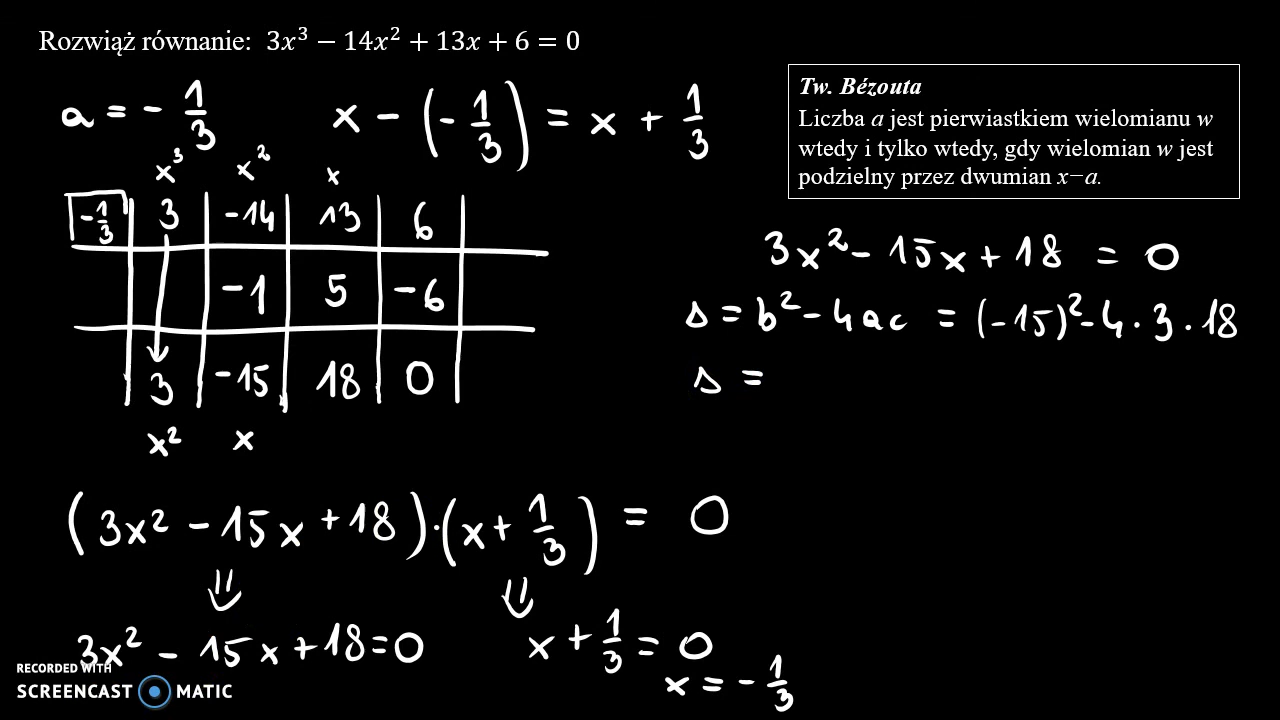 Rozwiąż równanie: 3x³ − 14x² + 13x + 6 = 0
Tw. Bézouta
Liczba a jest pierwiastkiem wielomianu w
wtedy i tylko wtedy, gdy wielomian w jest
podzielny przez dwumian x−a.
a = - 1/3
x - (- 1/3) = x + 1/3
x³ x² x
-1/3 3 -14 13 6
-1 5 -6
3 -15 18 0
x² x
3x² - 15x + 18 = 0
Δ = b² - 4ac = (-15)² - 4 · 3 · 18
Δ =
(3x² - 15x + 18) · (x + 1/3) = 0
3x² - 15x + 18 = 0
x + 1/3 = 0
x = - 1/3
RECORDED WITH
SCREENCAST MATIC